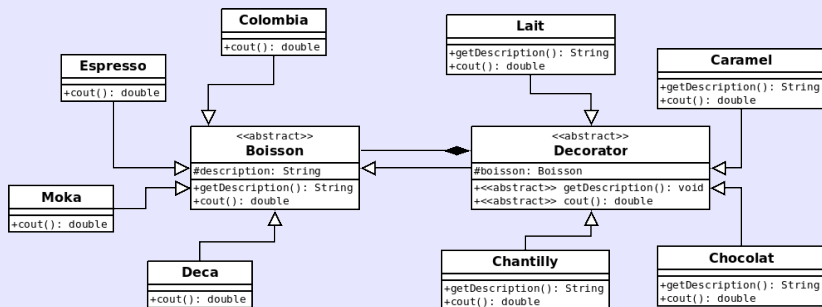 Colombia
+cout(): double
Lait
+getDescription(): String
+cout(): double
Espresso
+cout(): double
Caramel
+getDescription(): String
+cout(): double
<<abstract>>
Boisson
#description: String
+getDescription(): String
+cout(): double
<<abstract>>
Decorator
#boisson: Boisson
+<<abstract>> getDescription(): void
+<<abstract>> cout(): double
Moka
+cout(): double
Deca
+cout(): double
Chantilly
+getDescription(): String
+cout(): double
Chocolat
+getDescription(): String
+cout(): double